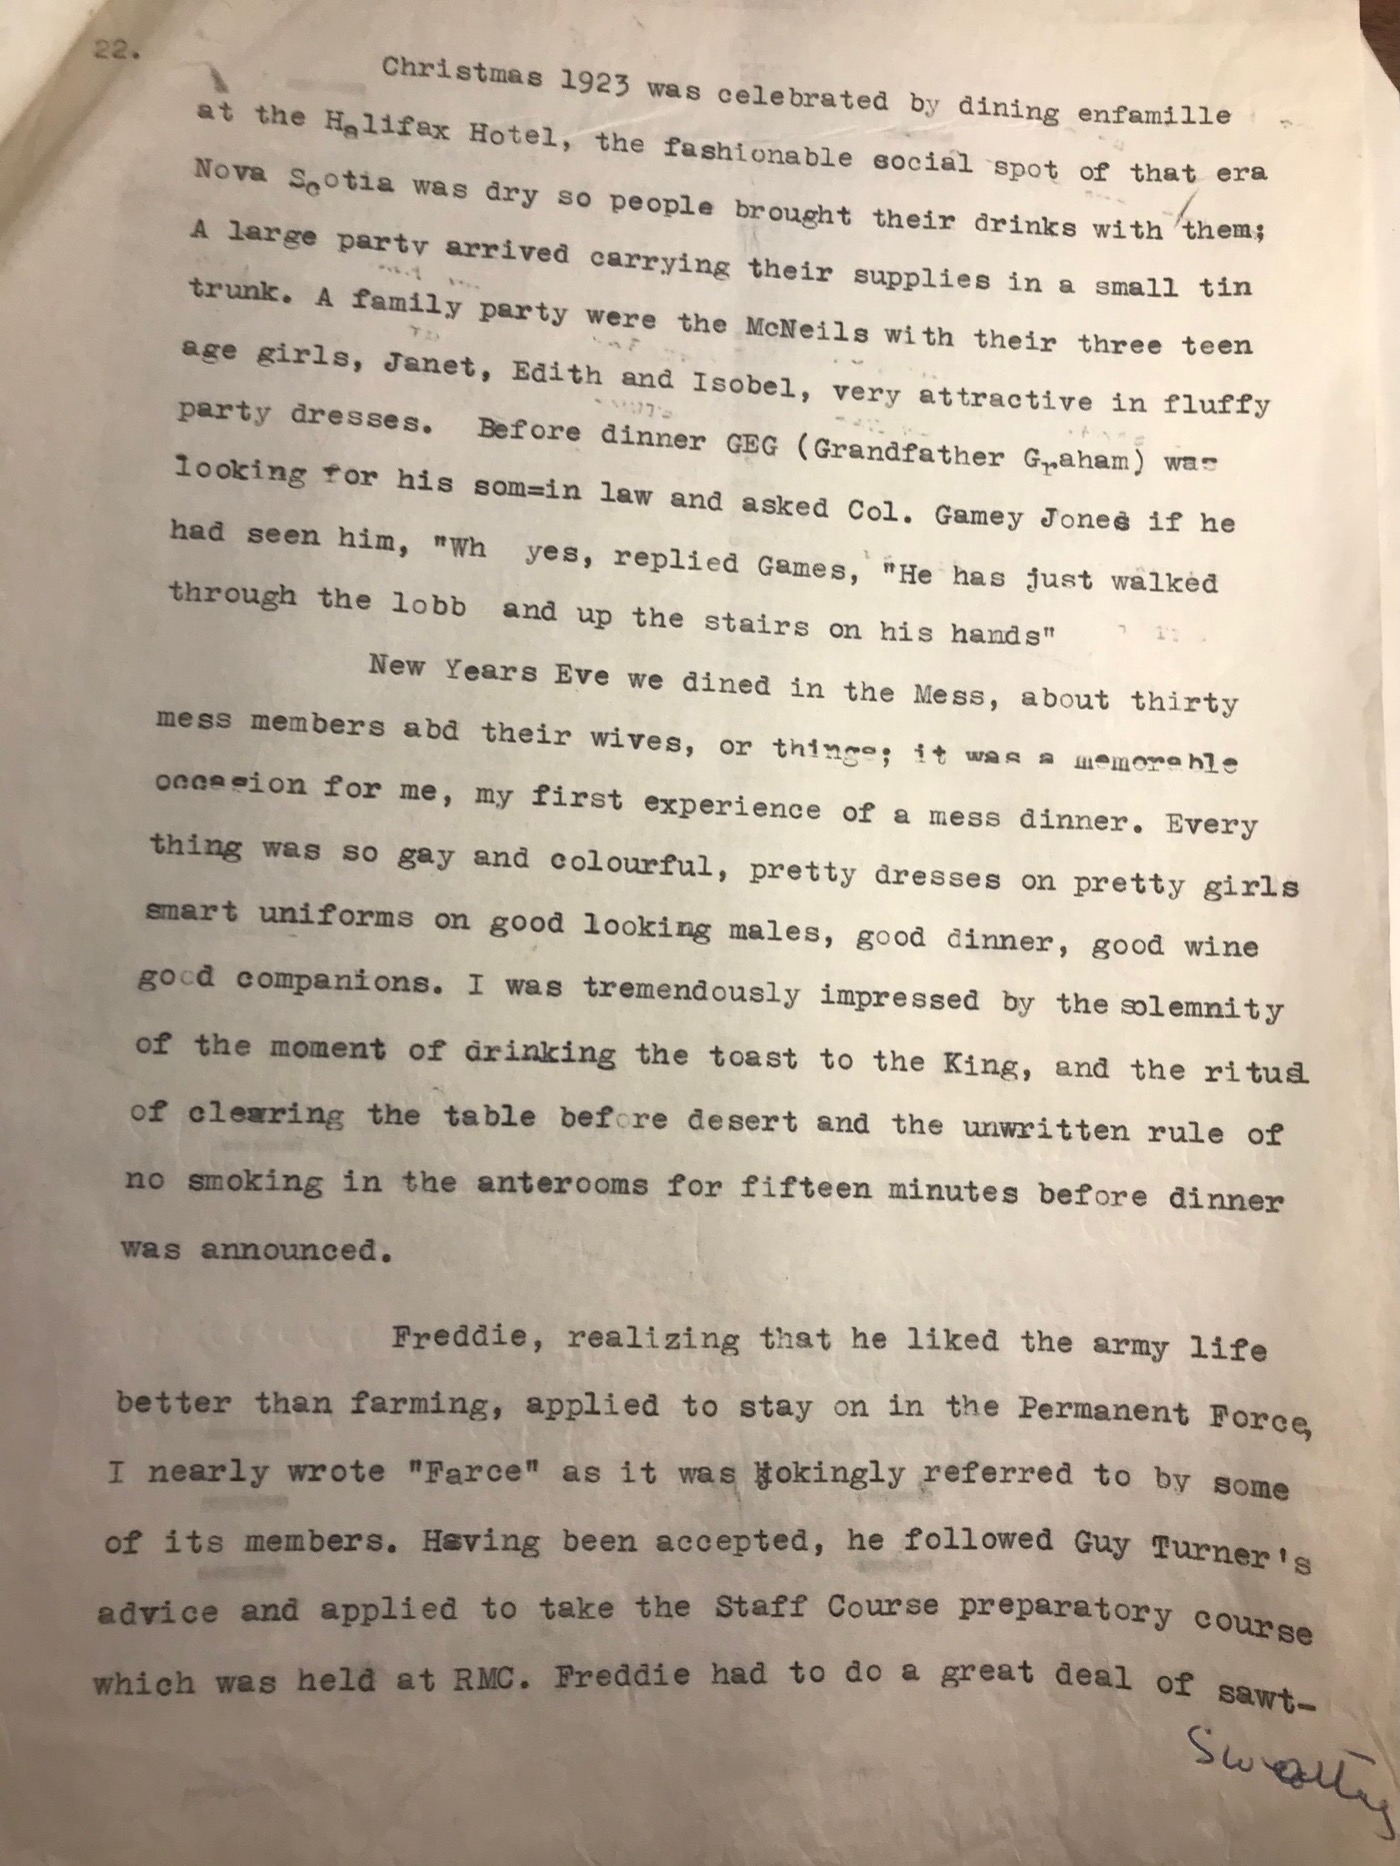 22.
Christmas 1923 was celebrated by dining enfamille
at the Halifax Hotel, the fashionable social spot of that era
Nova Scotia was dry so people brought their drinks with them;
A large party arrived carrying their supplies in a small tin
trunk. A family party were the McNeils with their three teen
age girls, Janet, Edith and Isobel, very attractive in fluffy
party dresses. Before dinner GEG (Grandfather Graham) was
looking for his som=in law and asked Col. Gamey Jones if he
had seen him, "Wh yes, replied Games, "He has just walked
through the lobb and up the stairs on his hands"
New Years Eve we dined in the Mess, about thirty
mess members abd their wives, or things; it was a memorable
occasion for me, my first experience of a mess dinner. Every
thing was so gay and colourful, pretty dresses on pretty girls
smart uniforms on good looking males, good dinner, good wine
good companions. I was tremendously impressed by the solemnity
of the moment of drinking the toast to the King, and the ritual
of clearing the table before desert and the unwritten rule of
no smoking in the anterooms for fifteen minutes before dinner
was announced.
Freddie, realizing that he liked the army life
better than farming, applied to stay on in the Permanent Force,
I nearly wrote "Farce" as it was jokingly referred to by some
of its members. Having been accepted, he followed Guy Turner's
advice and applied to take the Staff Course preparatory course
which was held at RMC. Freddie had to do a great deal of sawt-
Swotting